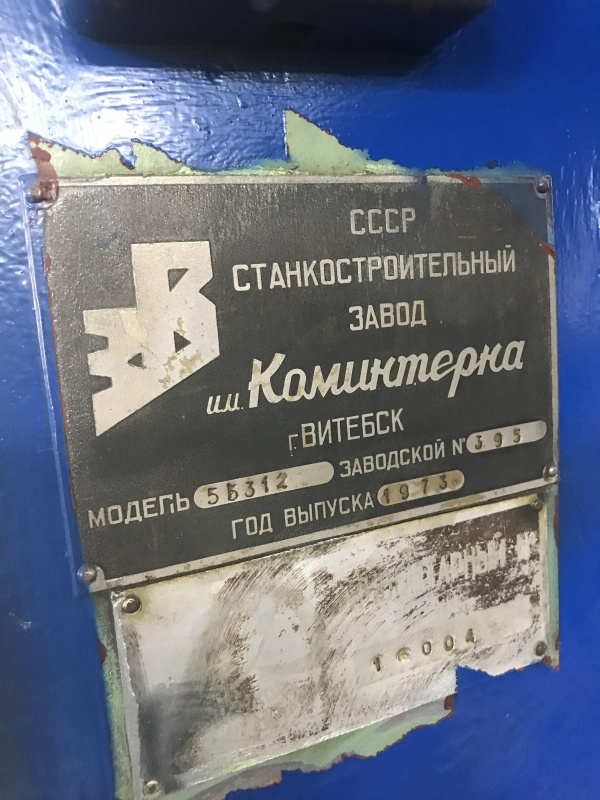 СССР
СТАНКОСТРОИТЕЛЬНЫЙ
ЗАВОД
им. Коминтерна
г. ВИТЕБСК
МОДЕЛЬ 5Б312 ЗАВОДСКОЙ № 395
ГОД ВЫПУСКА 1973
16004